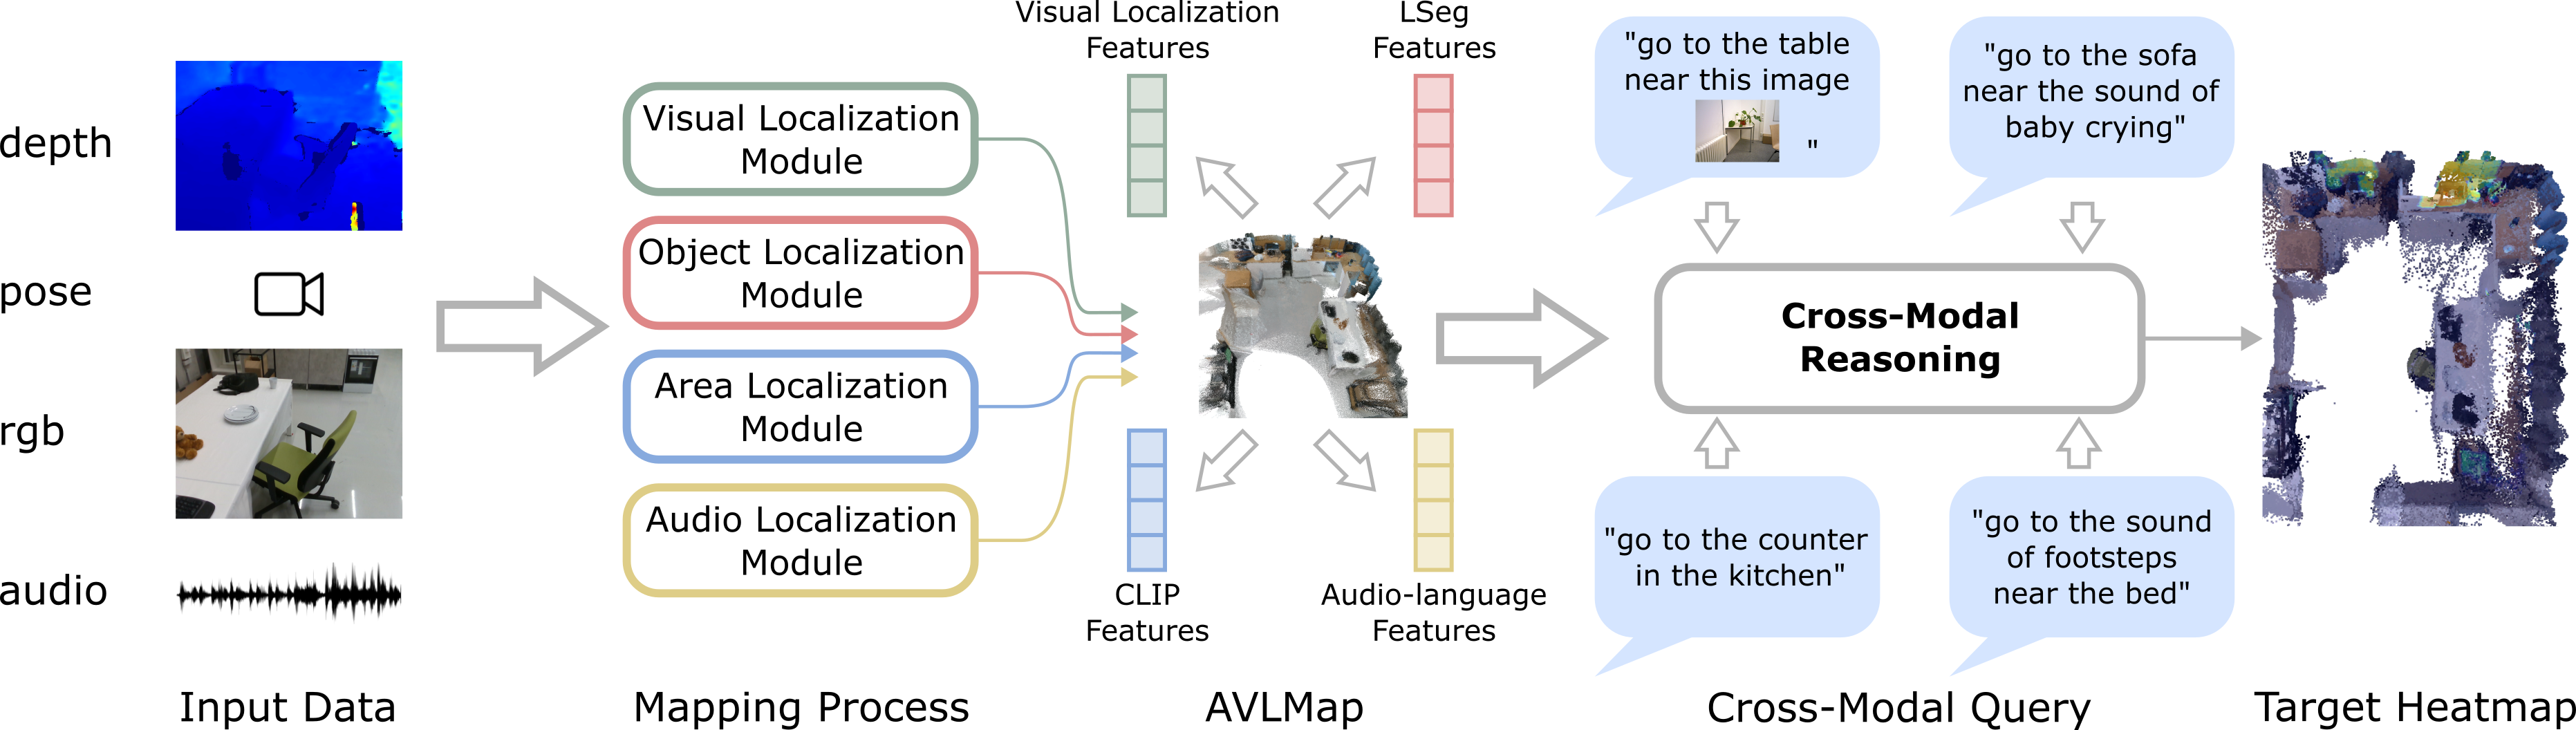 depth
pose
rgb
audio
Input Data
Visual Localization
Module
Object Localization
Module
Area Localization
Module
Audio Localization
Module
Mapping Process
Visual Localization
Features
LSeg
Features
CLIP
Features
Audio-language
Features
AVLMap
"go to the table
near this image
"
"go to the sofa
near the sound of
baby crying"
Cross-Modal
Reasoning
"go to the counter
in the kitchen"
"go to the sound
of footsteps
near the bed"
Cross-Modal Query
Target Heatmap